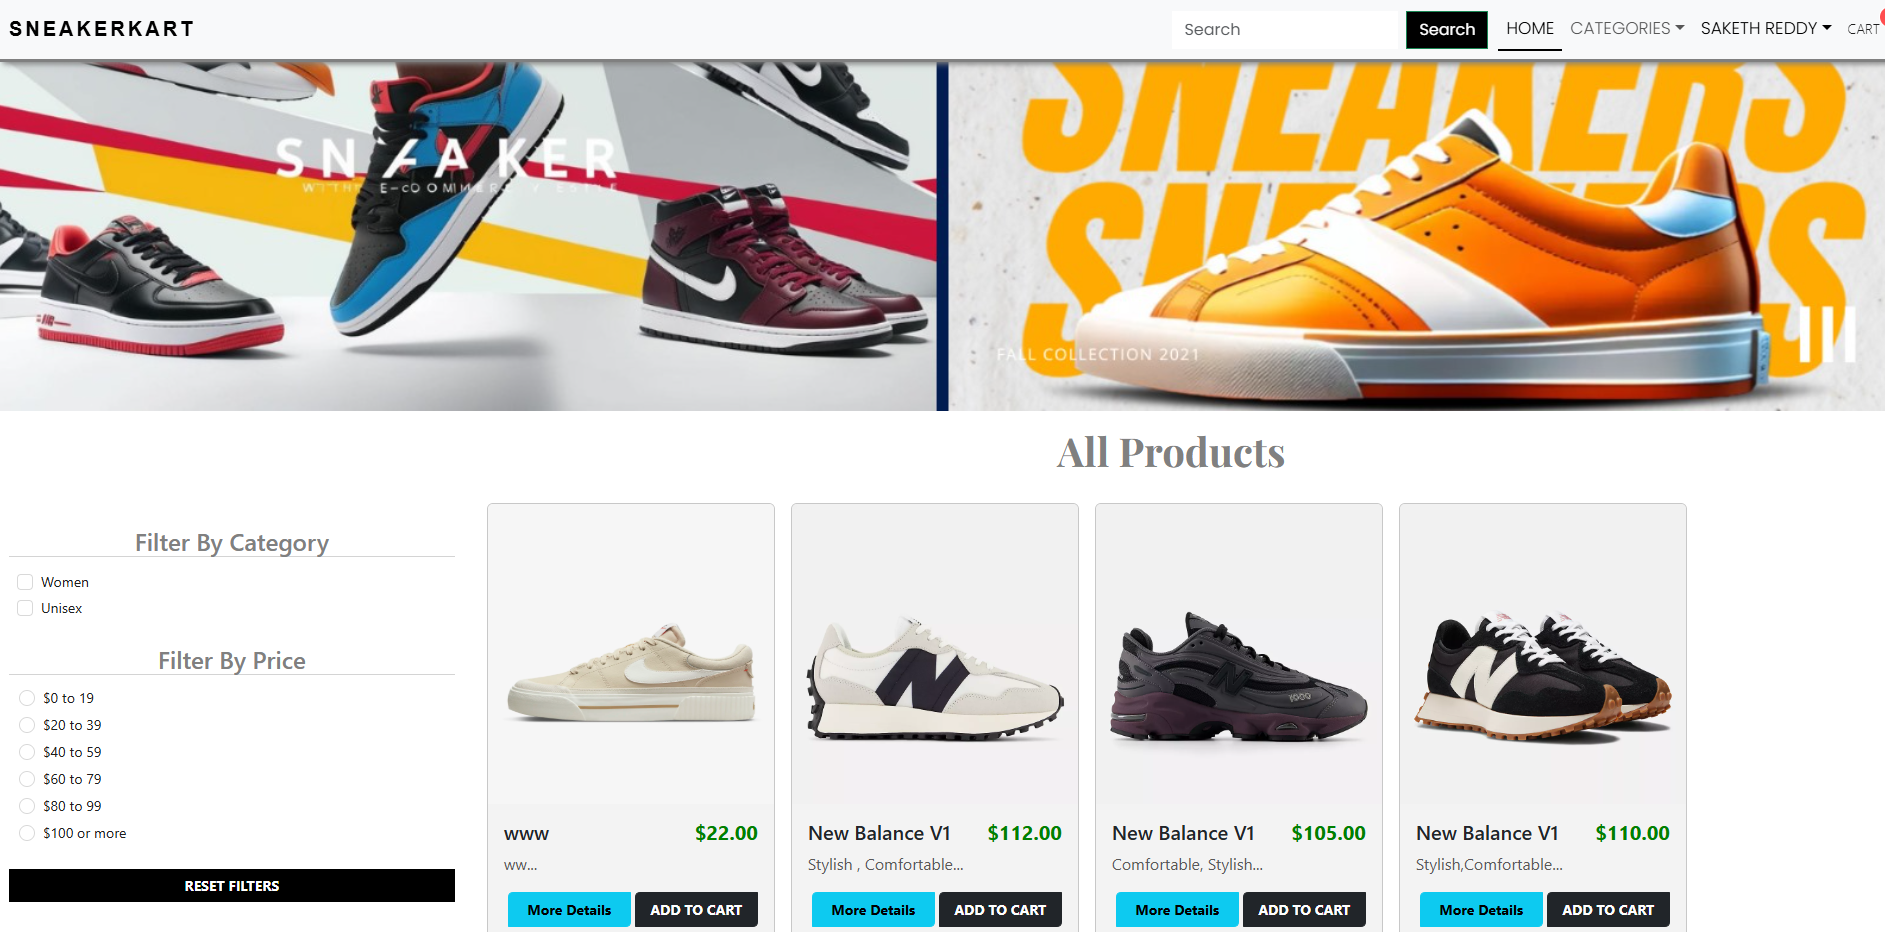 SNEAKERKART
Search
Search
HOME
CATEGORIES
SAKETH REDDY
CART
SNEAKER
SNEAKERS
SNEAKERS
FALL COLLECTION 2021
All Products
Filter By Category
Women
Unisex
Filter By Price
$0 to 19
$20 to 39
$40 to 59
$60 to 79
$80 to 99
$100 or more
RESET FILTERS
www $22.00
ww...
More Details ADD TO CART
New Balance V1 $112.00
Stylish , Comfortable...
More Details ADD TO CART
1000
New Balance V1 $105.00
Comfortable, Stylish...
More Details ADD TO CART
New Balance V1 $110.00
Stylish,Comfortable...
More Details ADD TO CART